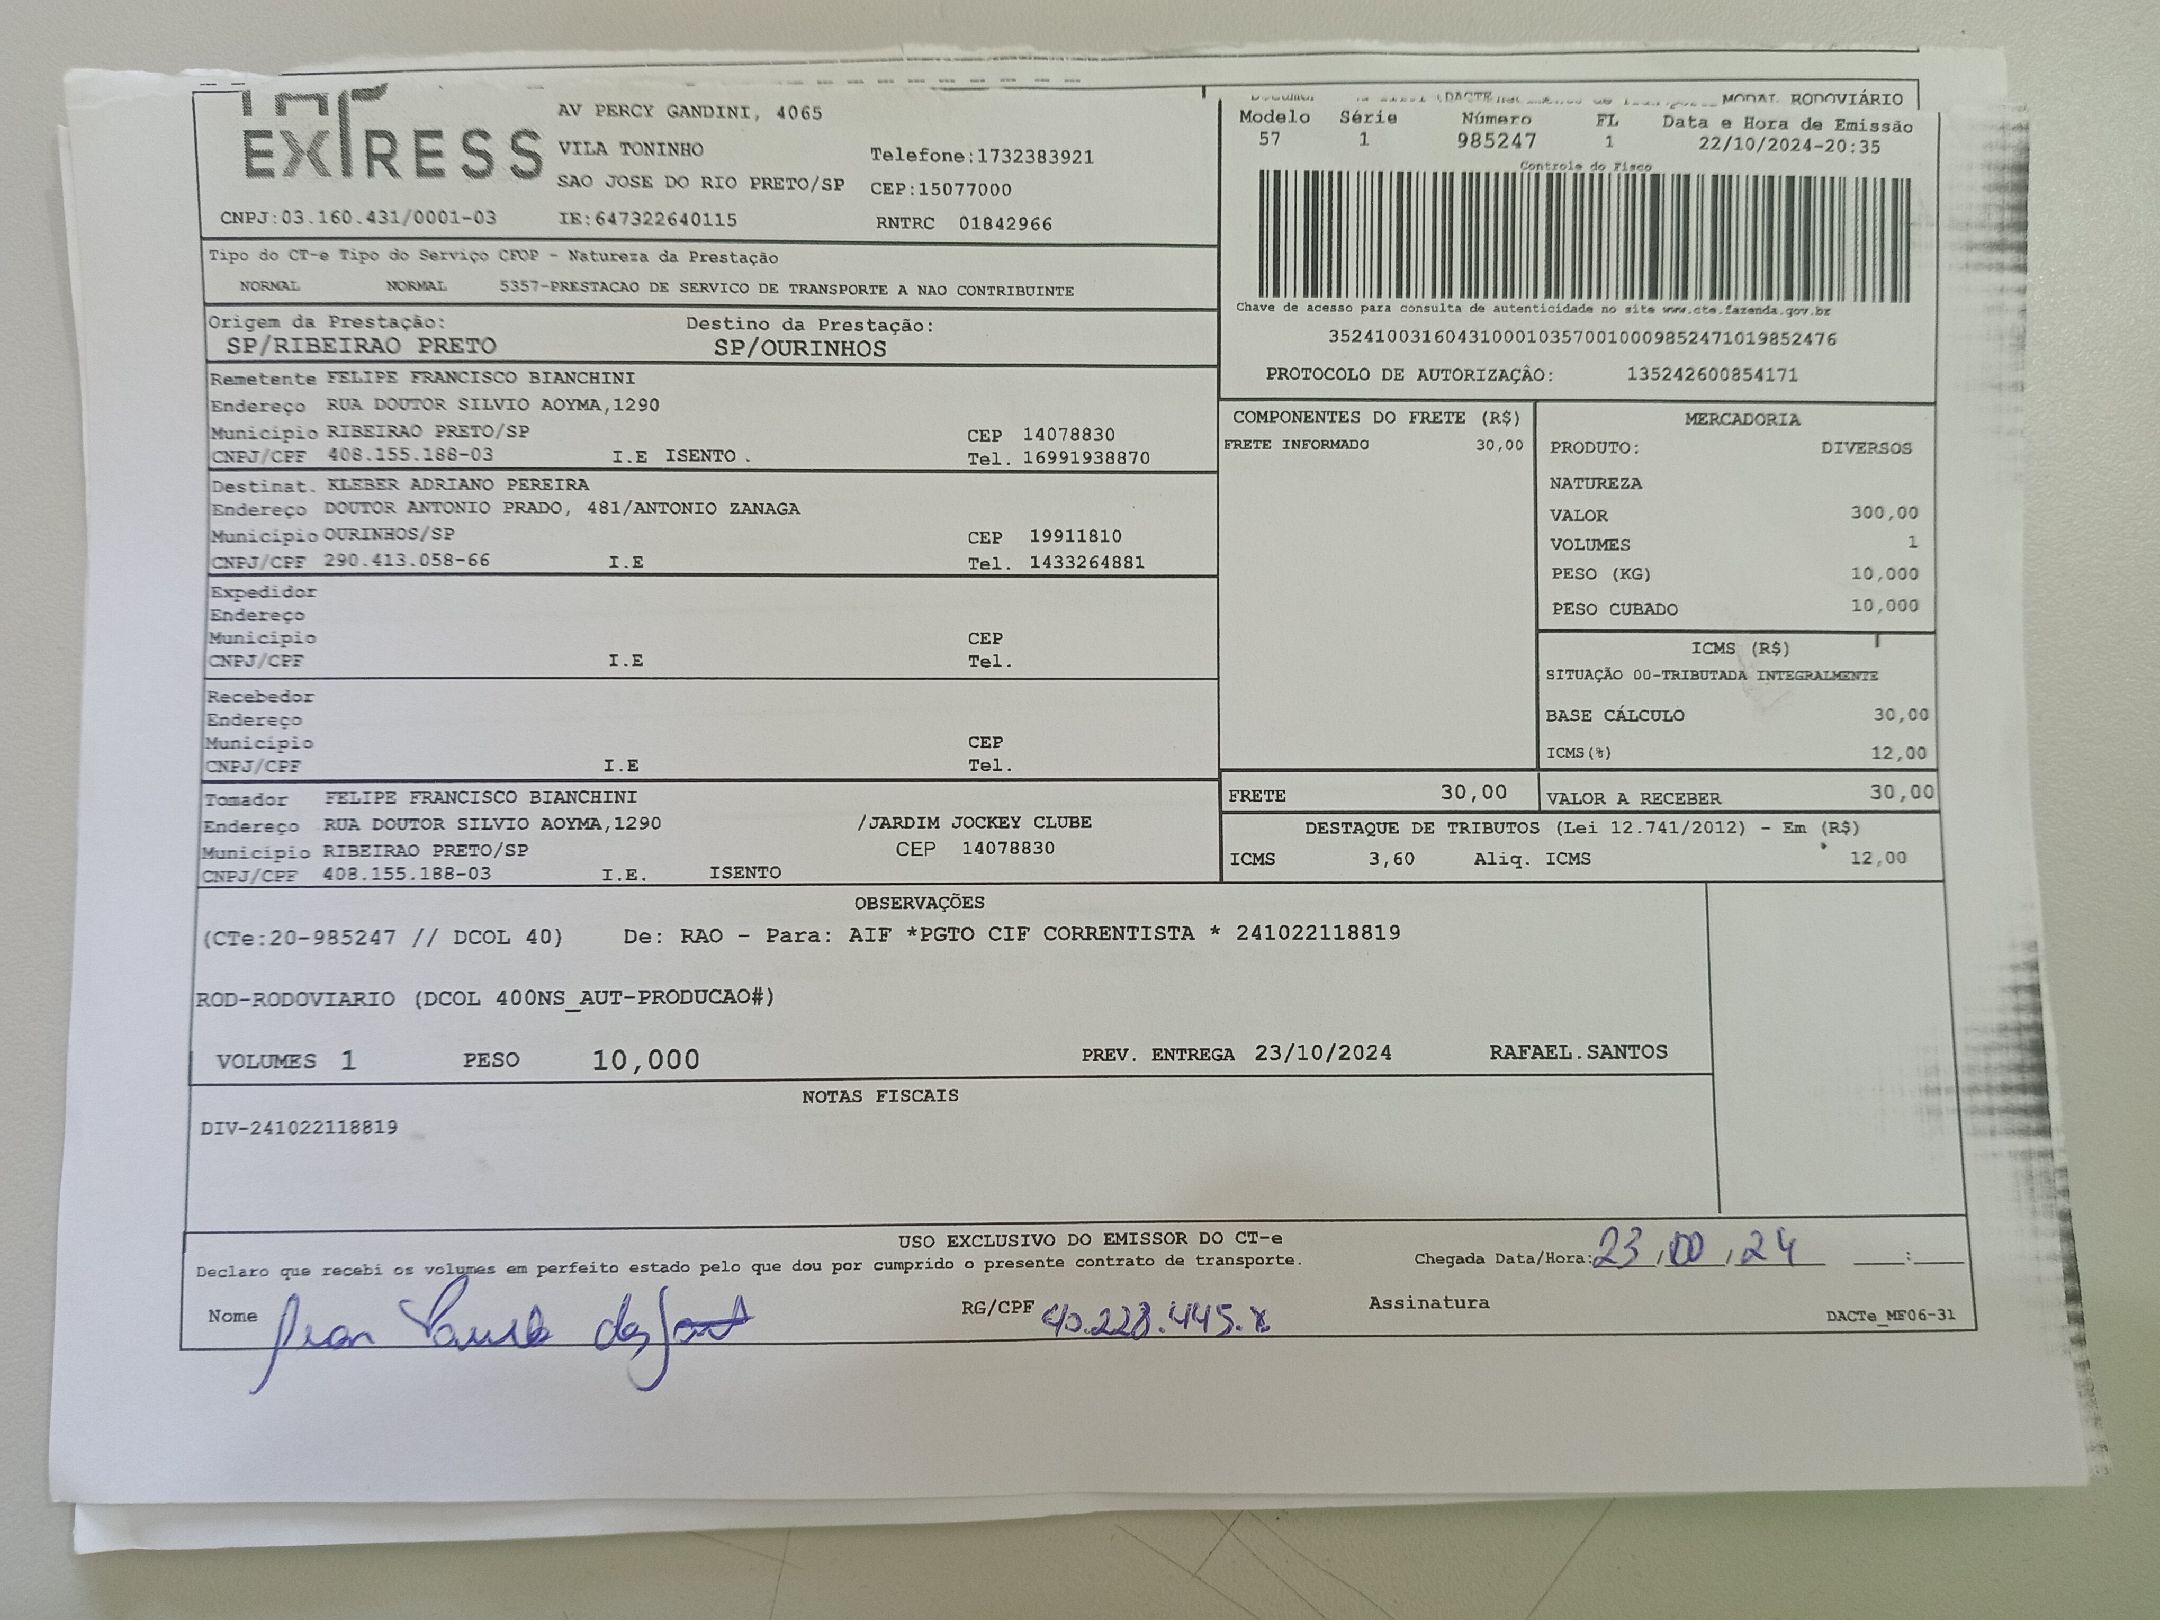 EXPRESS
AV PERCY GANDINI, 4065
VILA TONINHO
Telefone:1732383921
SAO JOSE DO RIO PRETO/SP CEP:15077000
CNPJ:03.160.431/0001-03 IE:647322640115 RNTRC 01842966
MODAL RODOVIÁRIO
Modelo Série Número FL Data e Hora de Emissão
57 1 985247 1 22/10/2024-20:35
Controle do Fisco
Chave de acesso para consulta de autenticidade no site www.cte.fazenda.gov.br
35241003160431000103570010009852471019852476
PROTOCOLO DE AUTORIZAÇÃO: 135242600854171
Tipo do CT-e Tipo do Serviço CFOP - Natureza da Prestação
NORMAL NORMAL 5357-PRESTACAO DE SERVICO DE TRANSPORTE A NAO CONTRIBUINTE
Origem da Prestação: Destino da Prestação:
SP/RIBEIRAO PRETO SP/OURINHOS
Remetente FELIPE FRANCISCO BIANCHINI
Endereço RUA DOUTOR SILVIO AOYMA,1290
Município RIBEIRAO PRETO/SP CEP 14078830
CNPJ/CPF 408.155.188-03 I.E ISENTO . Tel. 16991938870
Destinat. KLEBER ADRIANO PEREIRA
Endereço DOUTOR ANTONIO PRADO, 481/ANTONIO ZANAGA
Município OURINHOS/SP CEP 19911810
CNPJ/CPF 290.413.058-66 I.E Tel. 1433264881
Expedidor
Endereço
Município CEP
CNPJ/CPF I.E Tel.
Recebedor
Endereço
Município CEP
CNPJ/CPF I.E Tel.
Tomador FELIPE FRANCISCO BIANCHINI
Endereço RUA DOUTOR SILVIO AOYMA,1290 /JARDIM JOCKEY CLUBE
Município RIBEIRAO PRETO/SP CEP 14078830
CNPJ/CPF 408.155.188-03 I.E. ISENTO
COMPONENTES DO FRETE (R$)
FRETE INFORMADO 30,00
MERCADORIA
PRODUTO: DIVERSOS
NATUREZA
VALOR 300,00
VOLUMES 1
PESO (KG) 10,000
PESO CUBADO 10,000
ICMS (R$)
SITUAÇÃO 00-TRIBUTADA INTEGRALMENTE
BASE CÁLCULO 30,00
ICMS(%) 12,00
FRETE 30,00 VALOR A RECEBER 30,00
DESTAQUE DE TRIBUTOS (Lei 12.741/2012) - Em (R$)
ICMS 3,60 Aliq. ICMS 12,00
OBSERVAÇÕES
(CTe:20-985247 // DCOL 40) De: RAO - Para: AIF *PGTO CIF CORRENTISTA * 241022118819
ROD-RODOVIARIO (DCOL 400NS_AUT-PRODUCAO#)
VOLUMES 1 PESO 10,000 PREV. ENTREGA 23/10/2024 RAFAEL.SANTOS
NOTAS FISCAIS
DIV-241022118819
USO EXCLUSIVO DO EMISSOR DO CT-e
Declaro que recebi os volumes em perfeito estado pelo que dou por cumprido o presente contrato de transporte.
Chegada Data/Hora: 23, 00, 24 :
Nome
RG/CPF 40.228.445.x
Assinatura
DACTe_MF06-31